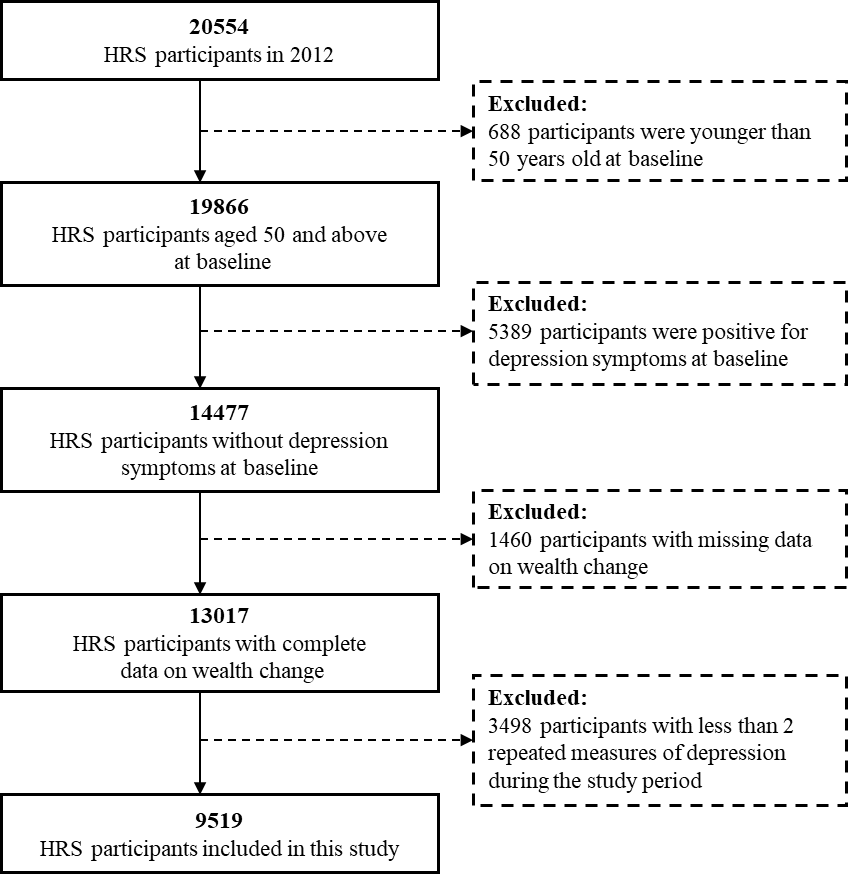 20554
HRS participants in 2012
Excluded:
688 participants were younger than
50 years old at baseline
19866
HRS participants aged 50 and above
at baseline
Excluded:
5389 participants were positive for
depression symptoms at baseline
14477
HRS participants without depression
symptoms at baseline
Excluded:
1460 participants with missing data
on wealth change
13017
HRS participants with complete
data on wealth change
Excluded:
3498 participants with less than 2
repeated measures of depression
during the study period
9519
HRS participants included in this study